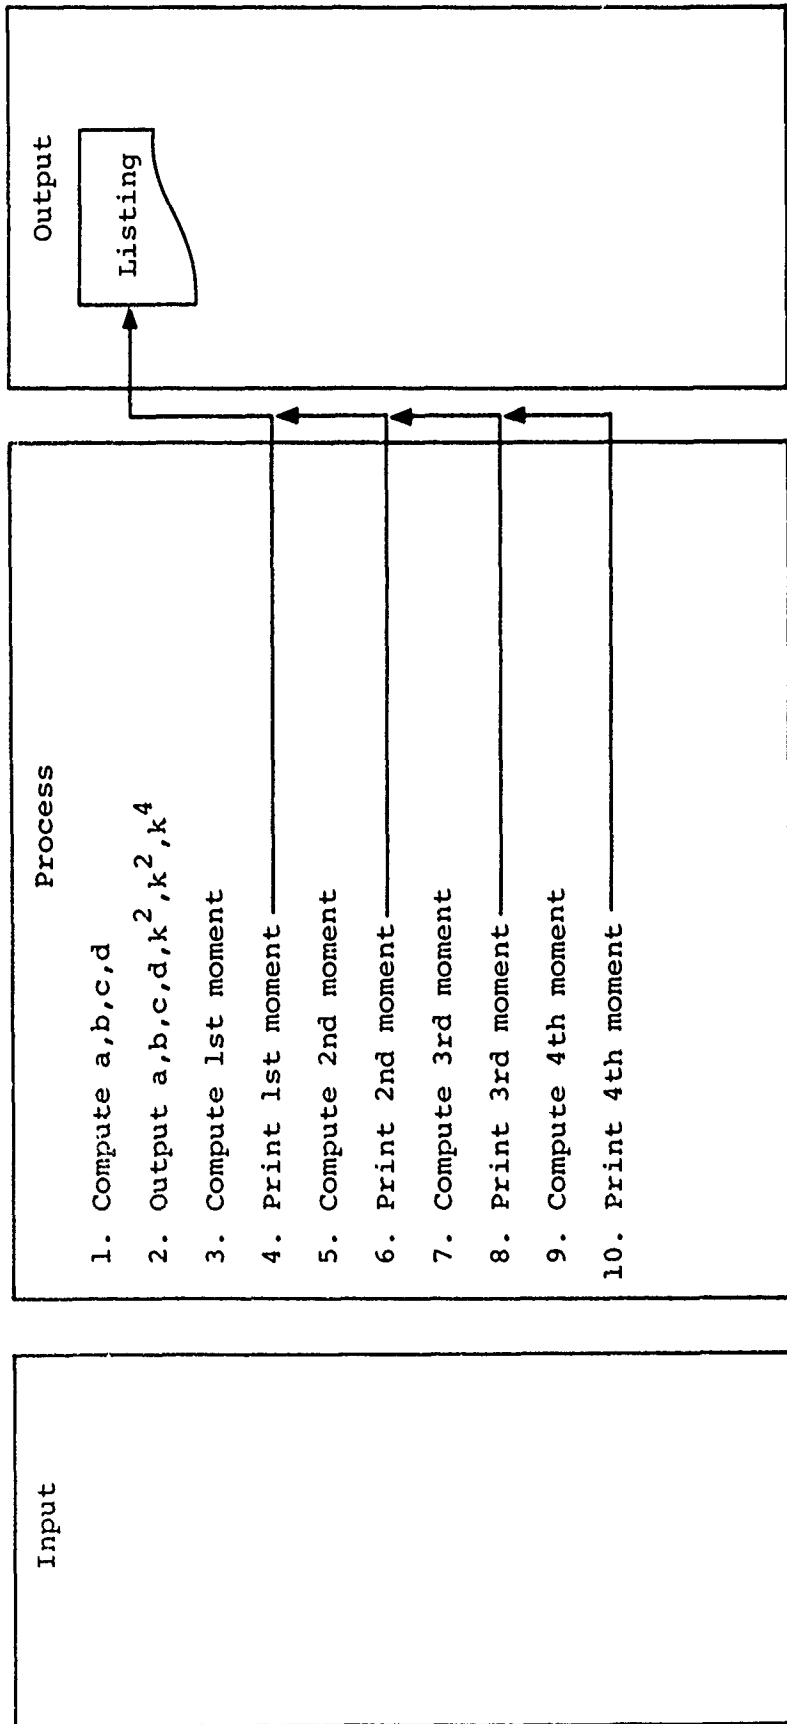 Input
Process
1. Compute a,b,c,d
2. Output a,b,c,d,k²,k²,k⁴
3. Compute 1st moment
4. Print 1st moment
5. Compute 2nd moment
6. Print 2nd moment
7. Compute 3rd moment
8. Print 3rd moment
9. Compute 4th moment
10. Print 4th moment
Output
Listing